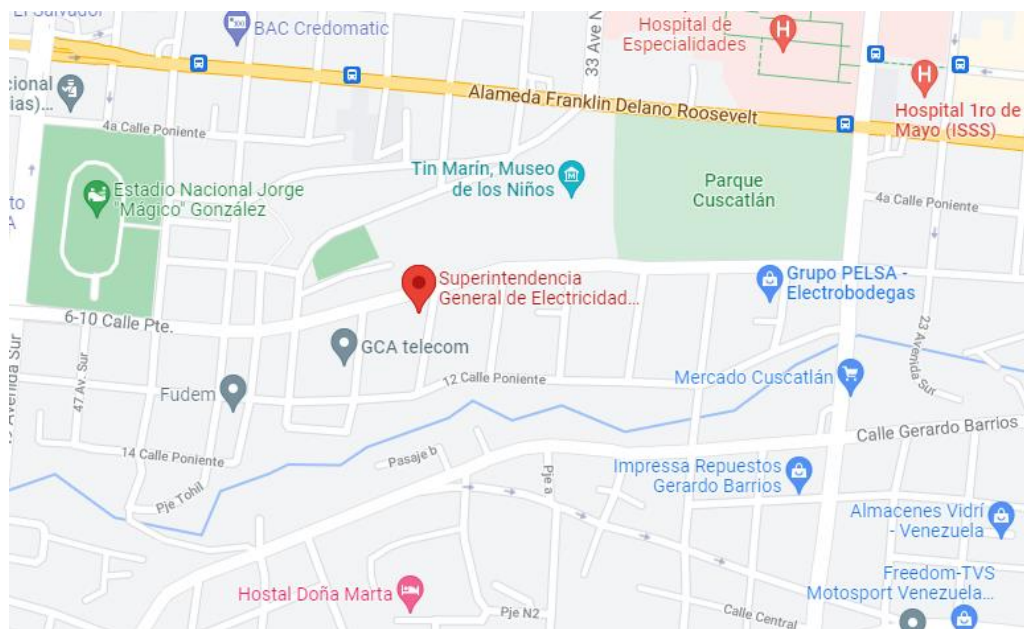 El Salvador
BAC Credomatic
Hospital de
Especialidades
H
H
33 Ave N
cional
ias)...
Alameda Franklin Delano Roosevelt
Hospital 1ro de
Mayo (ISSS)
4a Calle Poniente
Tin Marín, Museo
de los Niños
Parque
Cuscatlán
Estadio Nacional Jorge
"Mágico" González
4a Calle Poniente
to
A
Superintendencia
General de Electricidad...
Grupo PELSA -
Electrobodegas
6-10 Calle Pte.
GCA telecom
47 Av. Sur
Avenida Sur
23 Avenida Sur
12 Calle Poniente
Mercado Cuscatlán
Fudem
Calle Gerardo Barrios
14 Calle Poniente
Pasaje b
Pje a
Impressa Repuestos
Gerardo Barrios
Pje Tohil
Almacenes Vidrí
- Venezuela
Freedom-TVS
Motosport Venezuela...
Hostal Doña Marta
Pje N2
Calle Central